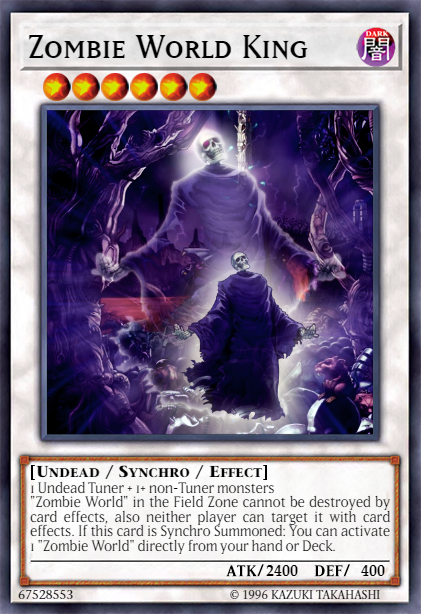 Zombie World King
DARK
闇
[Undead / Synchro / Effect]
1 Undead Tuner + 1+ non-Tuner monsters
"Zombie World" in the Field Zone cannot be destroyed by
card effects, also neither player can target it with card
effects. If this card is Synchro Summoned: You can activate
1 "Zombie World" directly from your hand or Deck.
ATK/2400 DEF/ 400
67528553 © 1996 KAZUKI TAKAHASHI